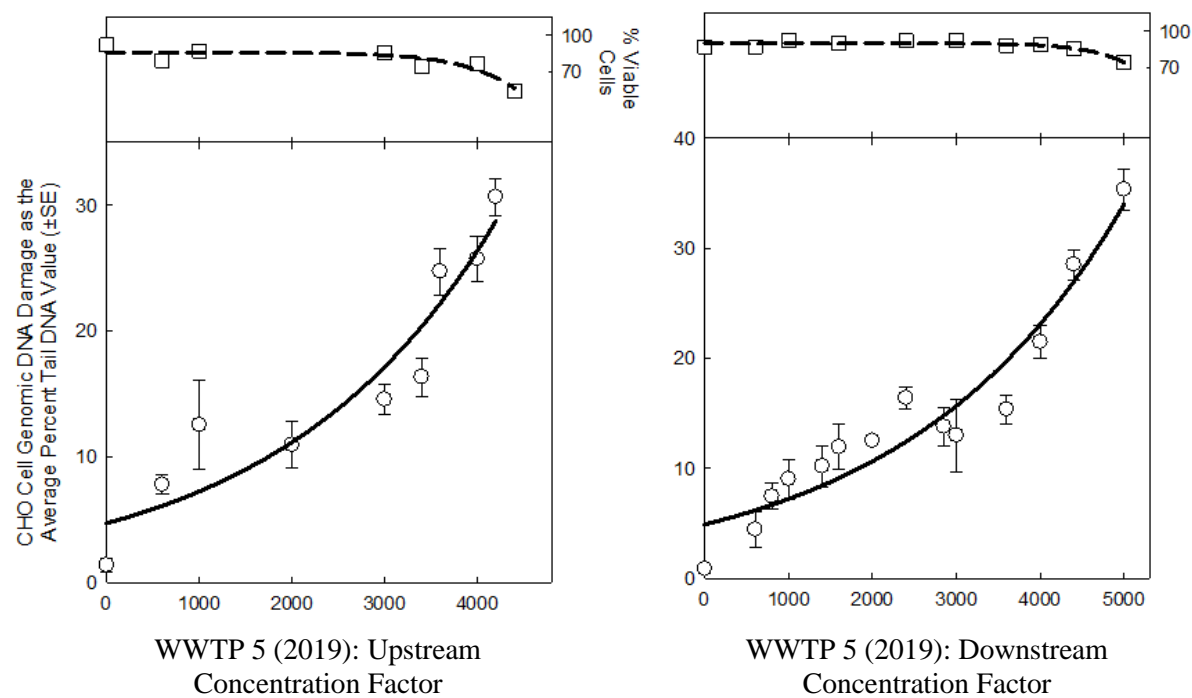 100
70
% Viable
Cells
CHO Cell Genomic DNA Damage as the
Average Percent Tail DNA Value (±SE)
30
20
10
0
0 1000 2000 3000 4000
WWTP 5 (2019): Upstream
Concentration Factor
100
70
40
30
20
10
0
0 1000 2000 3000 4000 5000
WWTP 5 (2019): Downstream
Concentration Factor